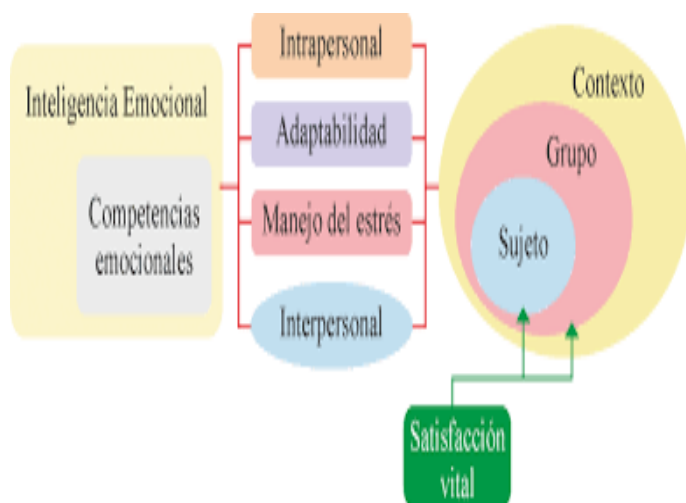 Inteligencia Emocional
Competencias
emocionales
Intrapersonal
Adaptabilidad
Manejo del estrés
Interpersonal
Contexto
Grupo
Sujeto
Satisfacción
vital